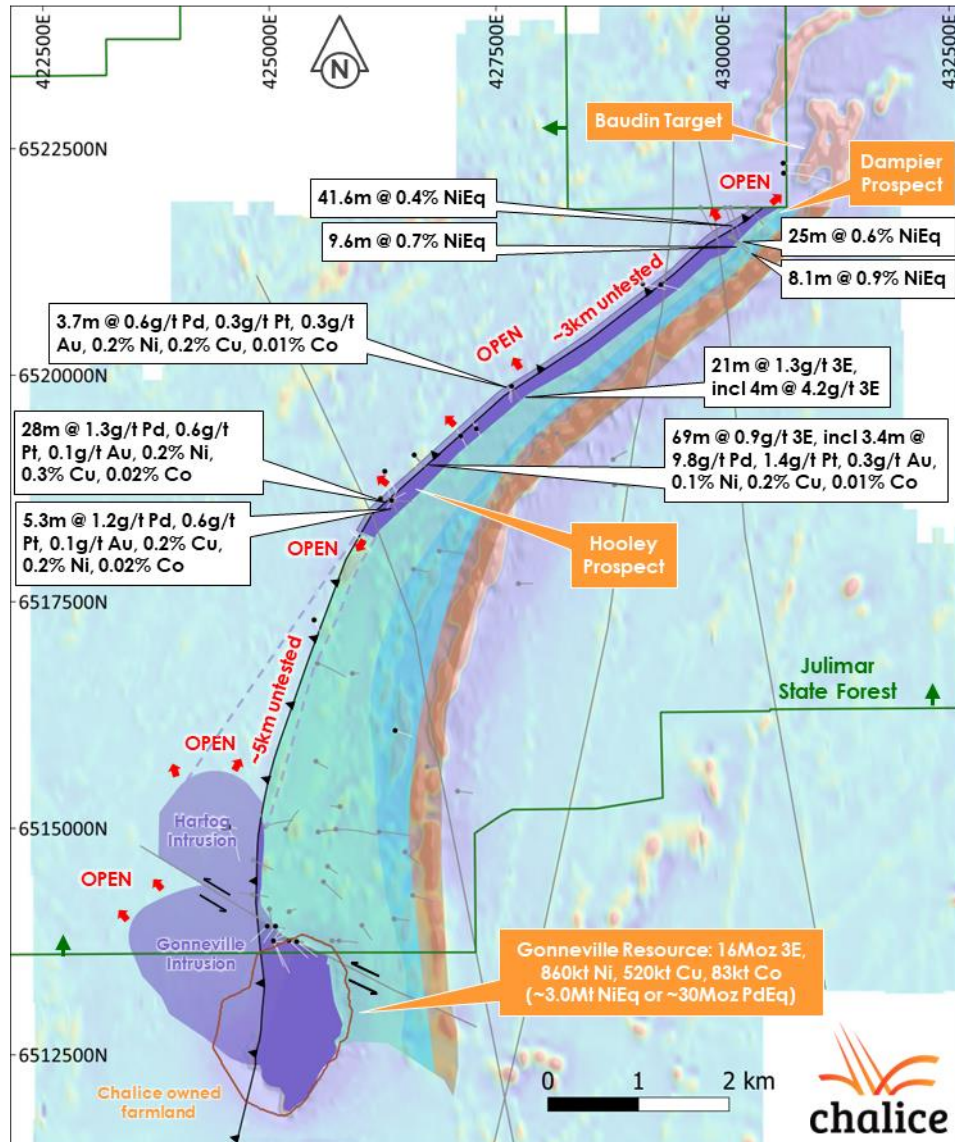 422500E
425000E
427500E
430000E
432500E
N
6522500N
6520000N
6517500N
6515000N
6512500N
Baudin Target
Dampier
Prospect
OPEN
41.6m @ 0.4% NiEq
9.6m @ 0.7% NiEq
25m @ 0.6% NiEq
8.1m @ 0.9% NiEq
~3km untested
OPEN
3.7m @ 0.6g/t Pd, 0.3g/t Pt, 0.3g/t
Au, 0.2% Ni, 0.2% Cu, 0.01% Co
21m @ 1.3g/t 3E,
incl 4m @ 4.2g/t 3E
28m @ 1.3g/t Pd, 0.6g/t
Pt, 0.1g/t Au, 0.2% Ni,
0.3% Cu, 0.02% Co
69m @ 0.9g/t 3E, incl 3.4m @
9.8g/t Pd, 1.4g/t Pt, 0.3g/t Au,
0.1% Ni, 0.2% Cu, 0.01% Co
5.3m @ 1.2g/t Pd, 0.6g/t
Pt, 0.1g/t Au, 0.2% Cu,
0.2% Ni, 0.02% Co
OPEN
Hooley
Prospect
~5km untested
Julimar
State Forest
OPEN
Hartog
Intrusion
OPEN
Gonneville
Intrusion
Gonneville Resource: 16Moz 3E,
860kt Ni, 520kt Cu, 83kt Co
(~3.0Mt NiEq or ~30Moz PdEq)
Chalice owned
farmland
0 1 2 km
chalice